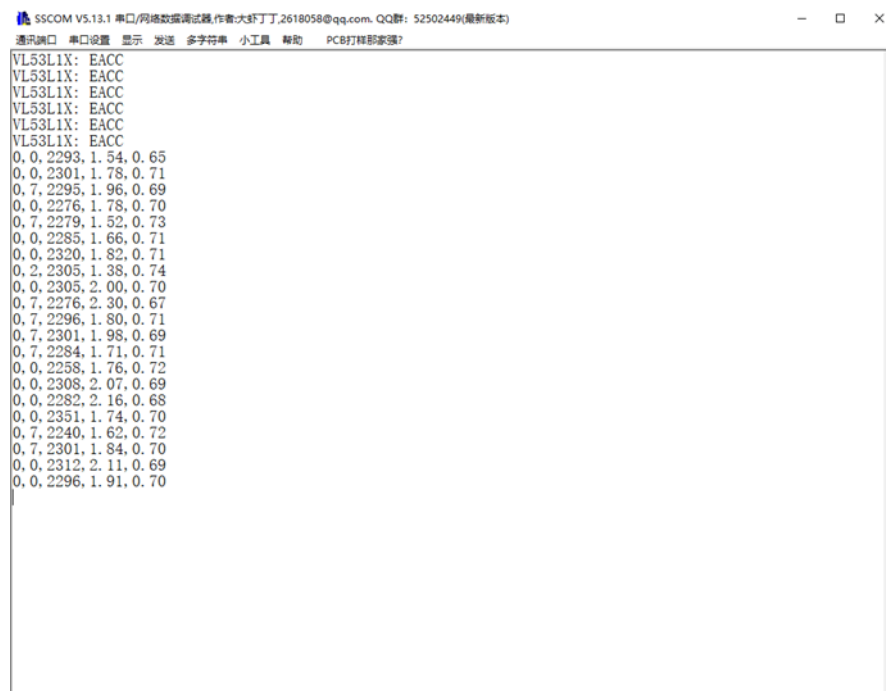 SSCOM V5.13.1 串口/网络数据调试器,作者:大虾丁丁,2618058@qq.com. QQ群: 52502449(最新版本)
通讯端口 串口设置 显示 发送 多字符串 小工具 帮助 PCB打样那家强?
VL53L1X: EACC
VL53L1X: EACC
VL53L1X: EACC
VL53L1X: EACC
VL53L1X: EACC
VL53L1X: EACC
0,0,2293,1.54,0.65
0,0,2301,1.78,0.71
0,7,2295,1.96,0.69
0,0,2276,1.78,0.70
0,7,2279,1.52,0.73
0,0,2285,1.66,0.71
0,0,2320,1.82,0.71
0,2,2305,1.38,0.74
0,0,2305,2.00,0.70
0,7,2276,2.30,0.67
0,7,2296,1.80,0.71
0,7,2301,1.98,0.69
0,7,2284,1.71,0.71
0,0,2258,1.76,0.72
0,0,2308,2.07,0.69
0,0,2282,2.16,0.68
0,0,2351,1.74,0.70
0,7,2240,1.62,0.72
0,7,2301,1.84,0.70
0,0,2312,2.11,0.69
0,0,2296,1.91,0.70